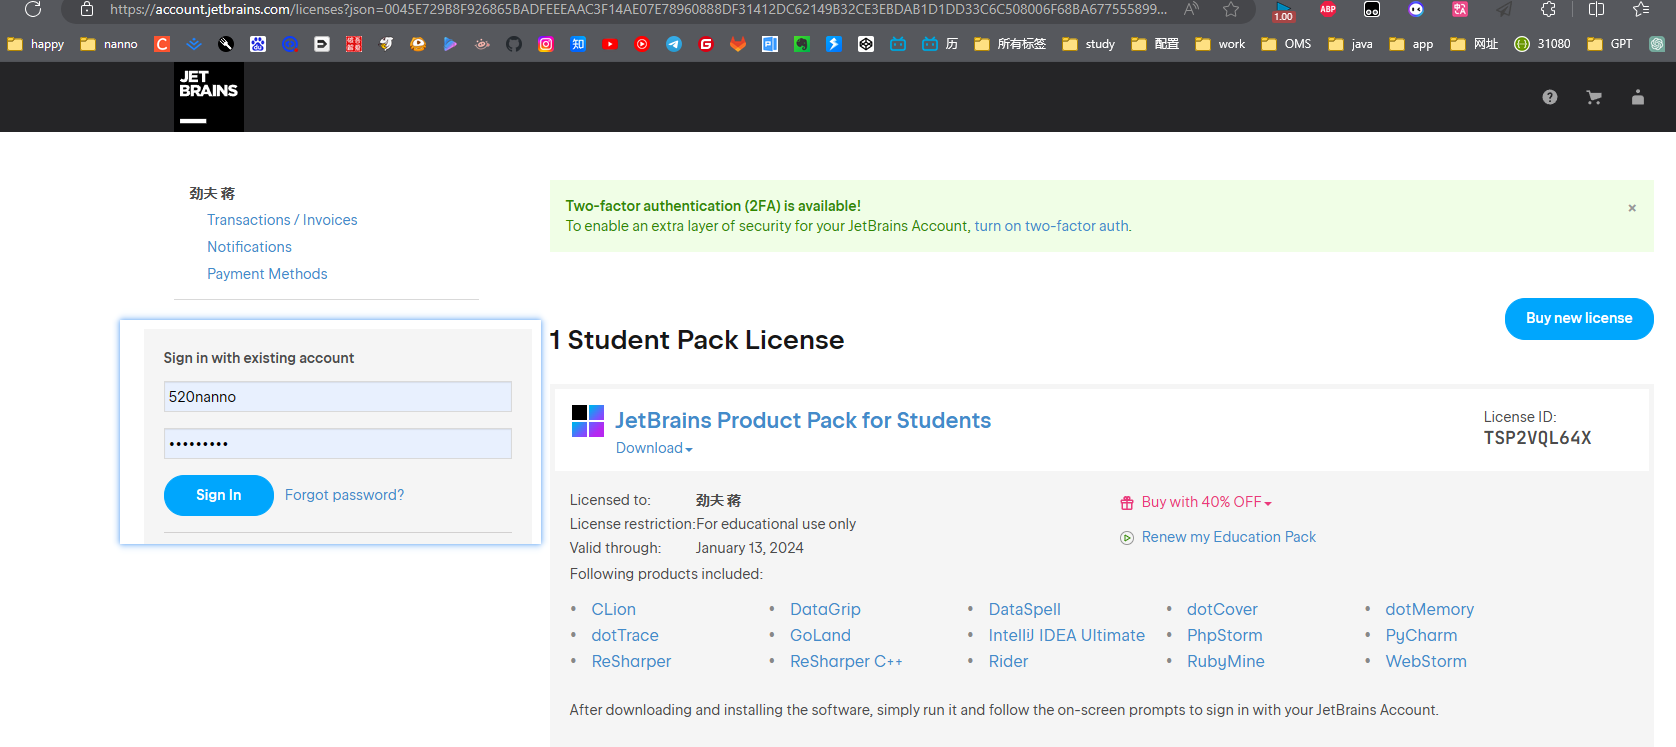 https://account.jetbrains.com/licenses?json=0045E729B8F926865BADFEEEAAC3F14AE07E78960888DF31412DC62149B32CE3EBDAB1D1DD33C6C508006F68BA677555899...
1.00
ABP
happy nanno 历 所有标签 study 配置 work OMS java app 网址 31080 GPT
JET
BRAINS
劲夫 蒋
Transactions / Invoices
Notifications
Payment Methods
Sign in with existing account
520nanno
•••••••••
Sign In Forgot password?
Two-factor authentication (2FA) is available!
To enable an extra layer of security for your JetBrains Account, turn on two-factor auth.
×
Buy new license
1 Student Pack License
JetBrains Product Pack for Students
Download
License ID:
TSP2VQL64X
Licensed to: 劲夫 蒋
License restriction:For educational use only
Valid through: January 13, 2024
Buy with 40% OFF
Renew my Education Pack
Following products included:
• CLion • DataGrip • DataSpell • dotCover • dotMemory
• dotTrace • GoLand • IntelliJ IDEA Ultimate • PhpStorm • PyCharm
• ReSharper • ReSharper C++ • Rider • RubyMine • WebStorm
After downloading and installing the software, simply run it and follow the on-screen prompts to sign in with your JetBrains Account.